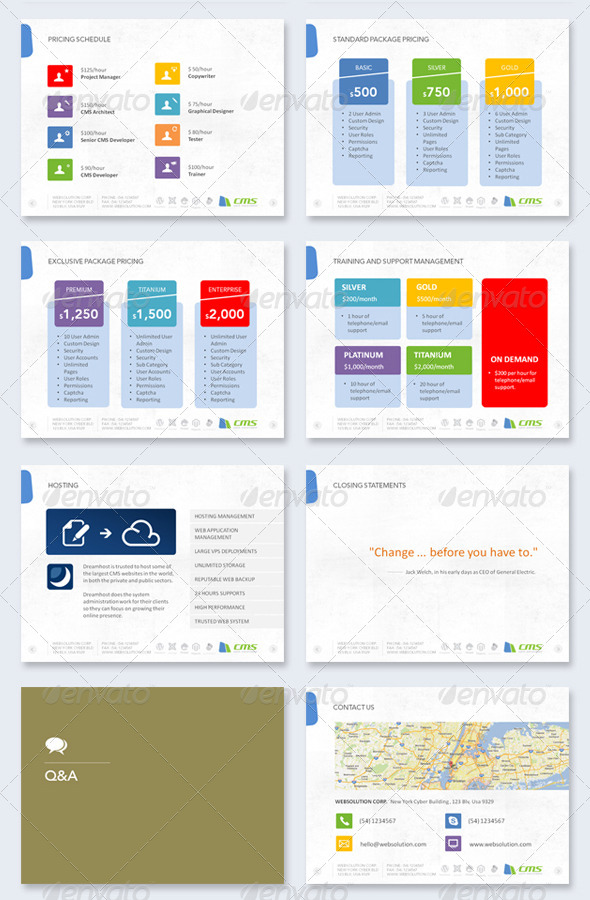 PRICING SCHEDULE
$125/hour
Project Manager
$150/hour
CMS Architect
$100/hour
Senior CMS Developer
$ 90/hour
CMS Developer
$ 50/hour
Copywriter
$ 75/hour
Graphical Designer
$ 80/hour
Tester
$100/hour
Trainer
CMS
STANDARD PACKAGE PRICING
BASIC
$500
• 2 User Admin
• Custom Design
• Security
• User Roles
• Permissions
• Captcha
• Reporting
SILVER
$750
• 3 User Admin
• Custom Design
• Security
• Unlimited
Pages
• User Roles
• Permissions
• Captcha
• Reporting
GOLD
$1,000
• 6 User Admin
• Custom Design
• Security
• Sub Category
• Unlimited
Pages
• User Roles
• Permissions
• Captcha
• Reporting
CMS
EXCLUSIVE PACKAGE PRICING
PREMIUM
$1,250
• 10 User Admin
• Custom Design
• Security
• User Accounts
• Unlimited
Pages
• User Roles
• Permissions
• Captcha
• Reporting
TITANIUM
$1,500
• Unlimited User
Admin
• Custom Design
• Security
• Sub Category
• User Accounts
• User Roles
• Permissions
• Captcha
• Reporting
ENTERPRISE
$2,000
• Unlimited User
Admin
• Custom Design
• Security
• Sub Category
• User Accounts
• User Roles
• Permissions
• Captcha
• Reporting
CMS
TRAINING AND SUPPORT MANAGEMENT
SILVER
$200/month
• 1 hour of
telephone/email
support
GOLD
$500/month
• 5 hour of
telephone/email
support
PLATINUM
$1,000/month
• 10 hour of
telephone/email
support
TITANIUM
$2,000/month
• 20 hour of
telephone/email
support.
ON DEMAND
• $200 per hour for
telephone/email
support.
CMS
HOSTING
Dreamhost is trusted to host some of
the largest CMS websites in the world,
in both the private and public sectors.
Dreamhost does the system
administration work for their clients
so they can focus on growing their
online presence.
HOSTING MANAGEMENT
WEB APPLICATION
MANAGEMENT
LARGE VPS DEPLOYMENTS
UNLIMITED STORAGE
REPUTABLE WEB BACKUP
24 HOURS SUPPORTS
HIGH PERFORMANCE
TRUSTED WEB SYSTEM
CMS
CLOSING STATEMENTS
"Change ... before you have to."
Jack Welch, in his early days as CEO of General Electric.
CMS
Q&A
CONTACT US
WEBSOLUTION CORP. New York Cyber Building, 123 Blv, Usa 9329
(54) 1234567
(54) 1234567
hello@websolution.com
www.websolution.com
CMS
envato